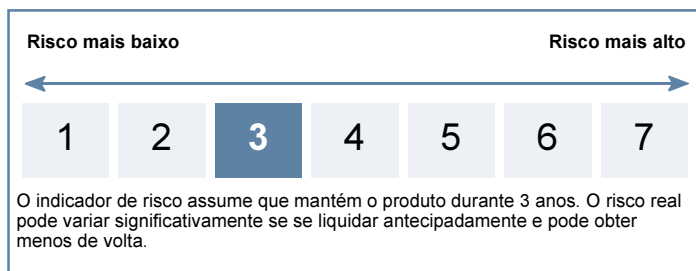 Risco mais baixo Risco mais alto
1 2 3 4 5 6 7
O indicador de risco assume que mantém o produto durante 3 anos. O risco real
pode variar significativamente se se liquidar antecipadamente e pode obter
menos de volta.